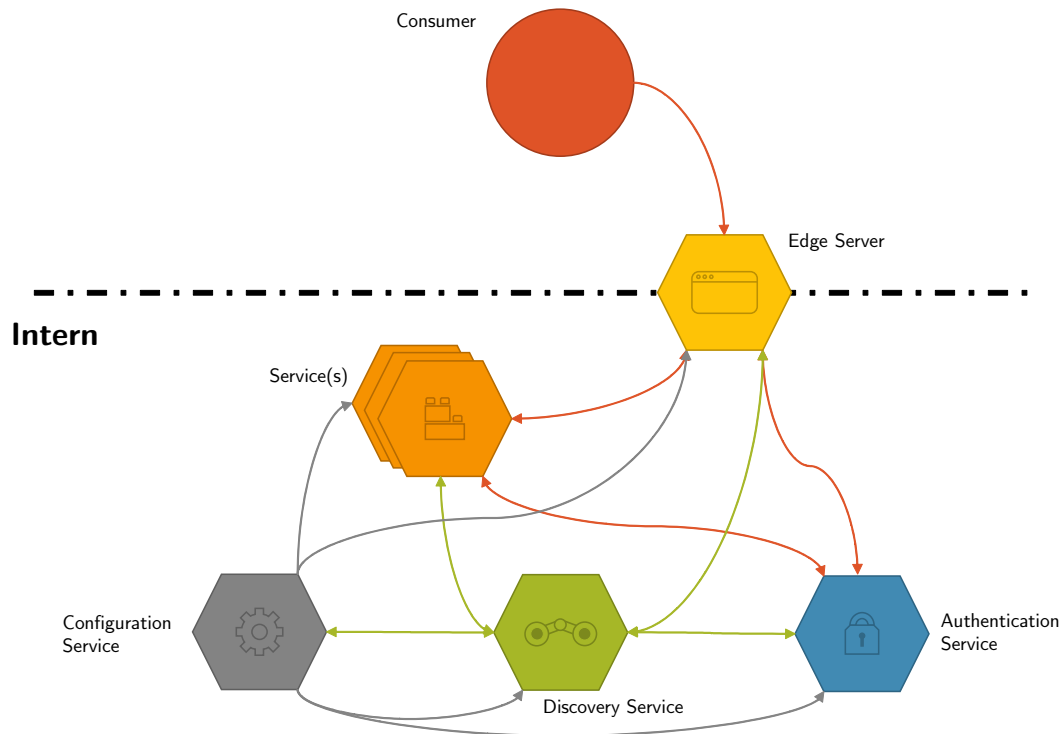 Consumer
Edge Server
Intern
Service(s)
Configuration
Service
Authentication
Service
Discovery Service